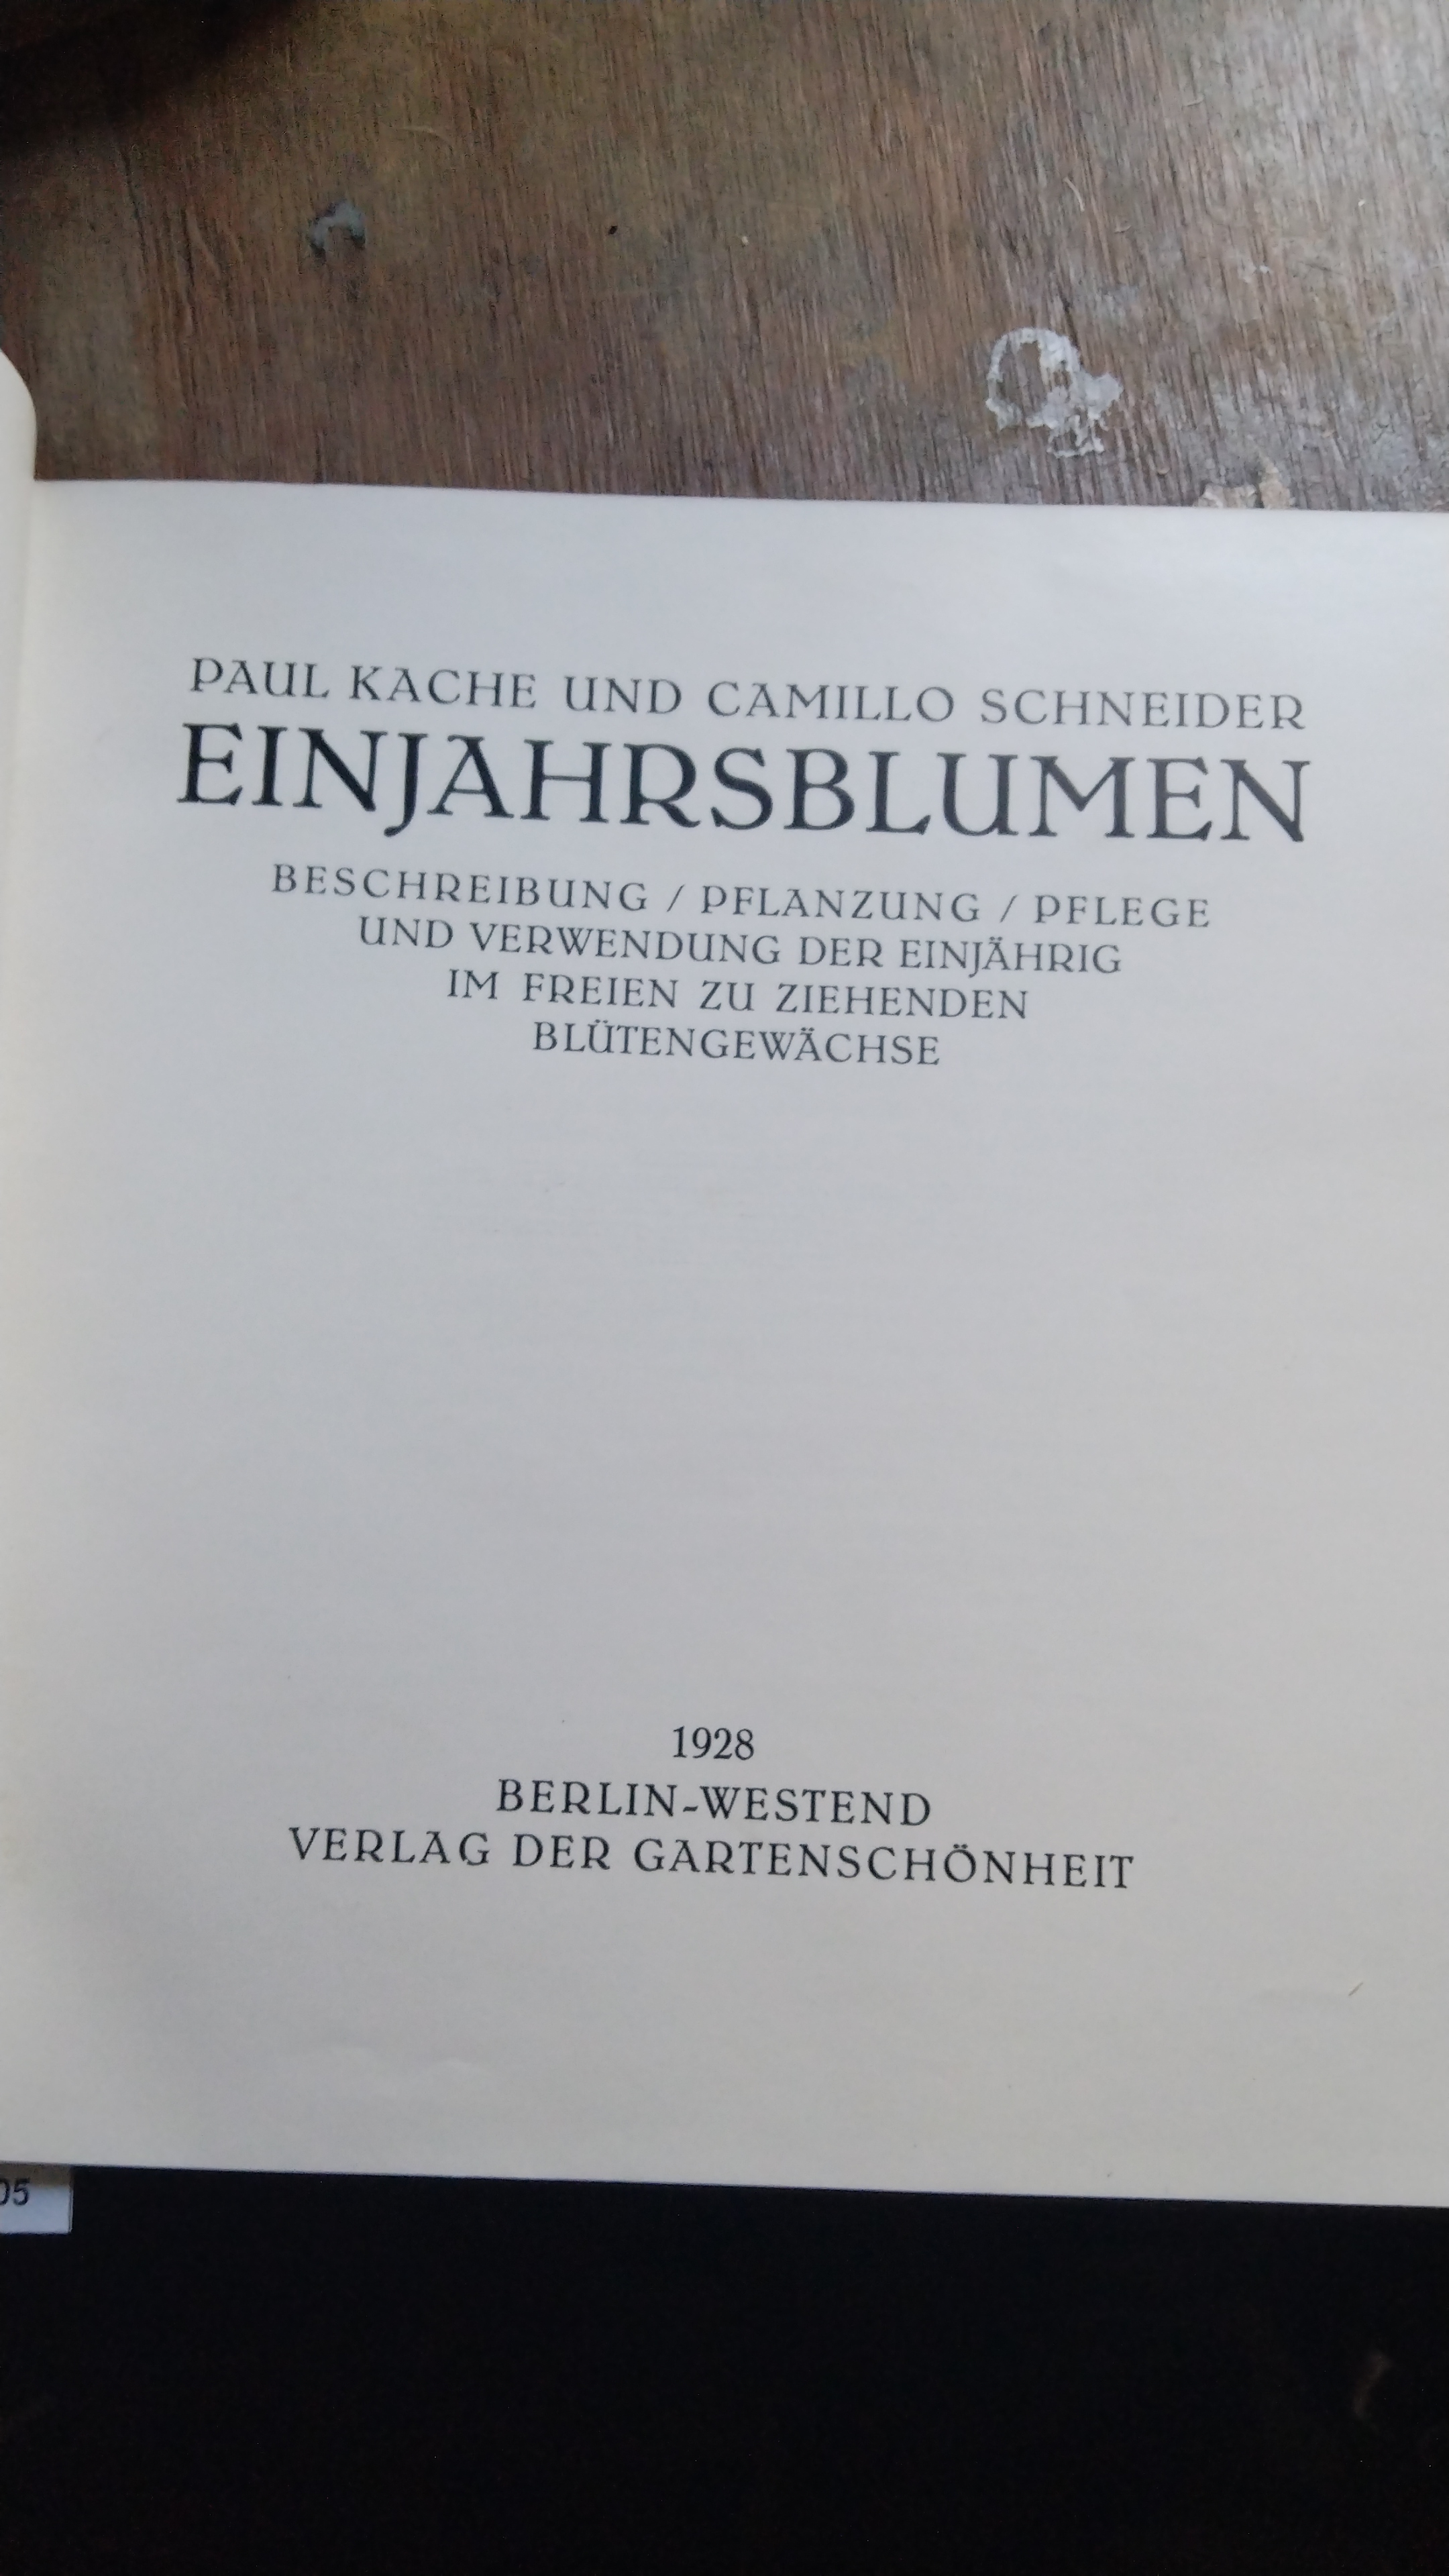 PAUL KACHE UND CAMILLO SCHNEIDER
EINJAHRSBLUMEN
BESCHREIBUNG / PFLANZUNG / PFLEGE
UND VERWENDUNG DER EINJÄHRIG
IM FREIEN ZU ZIEHENDEN
BLÜTENGEWÄCHSE
1928
BERLIN-WESTEND
VERLAG DER GARTENSCHÖNHEIT
05